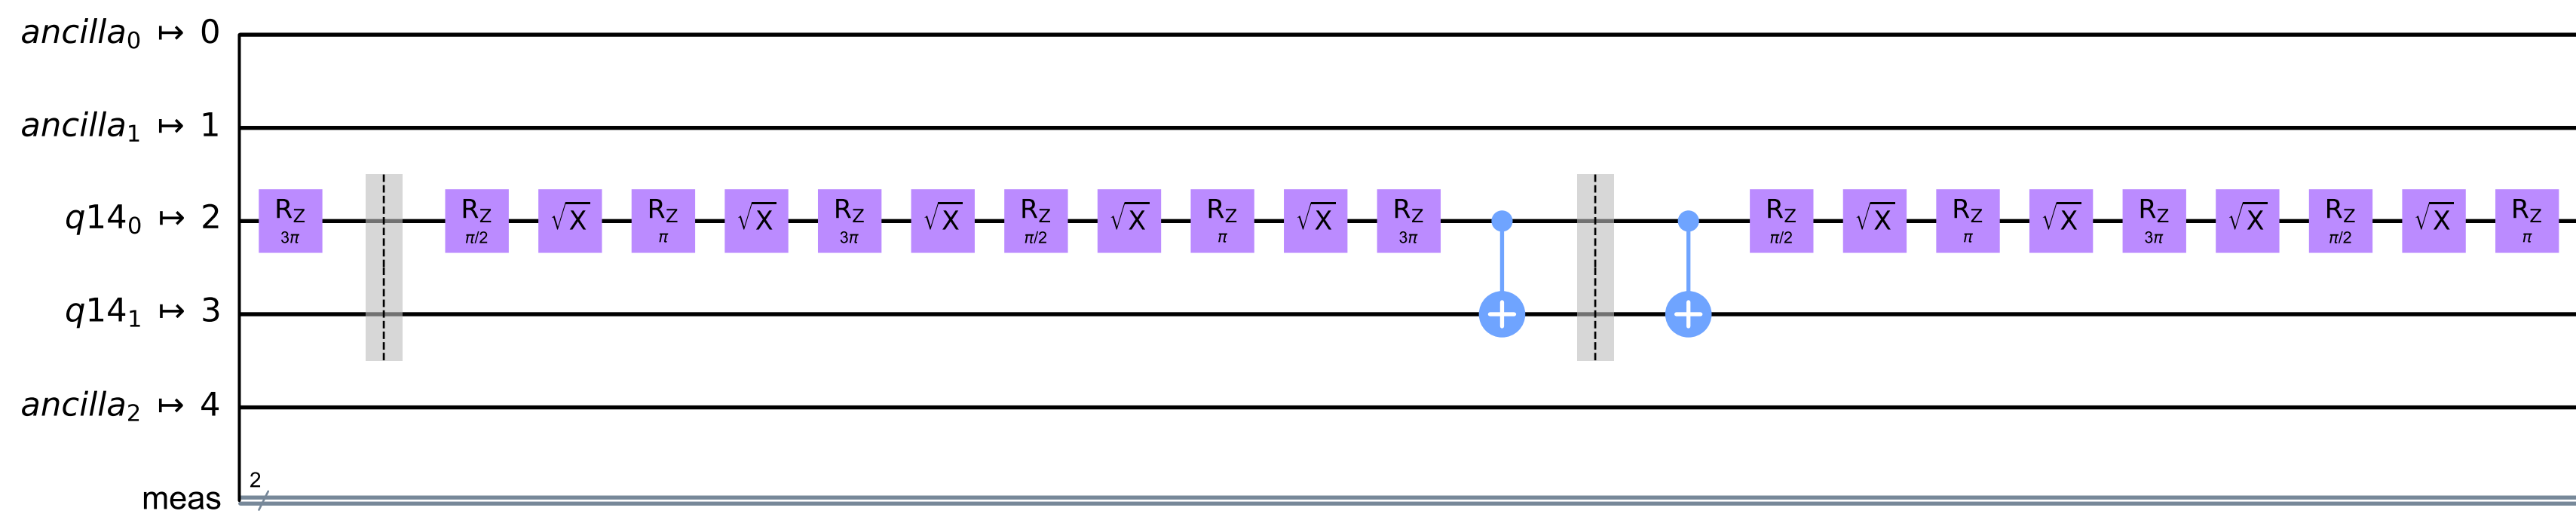 ancilla₀ ↦ 0
ancilla₁ ↦ 1
q14₀ ↦ 2 R_Z 3π R_Z π/2 √X R_Z π √X R_Z 3π √X R_Z π/2 √X R_Z π √X R_Z 3π R_Z π/2 √X R_Z π √X R_Z 3π √X R_Z π/2 √X R_Z π
q14₁ ↦ 3
ancilla₂ ↦ 4
meas 2